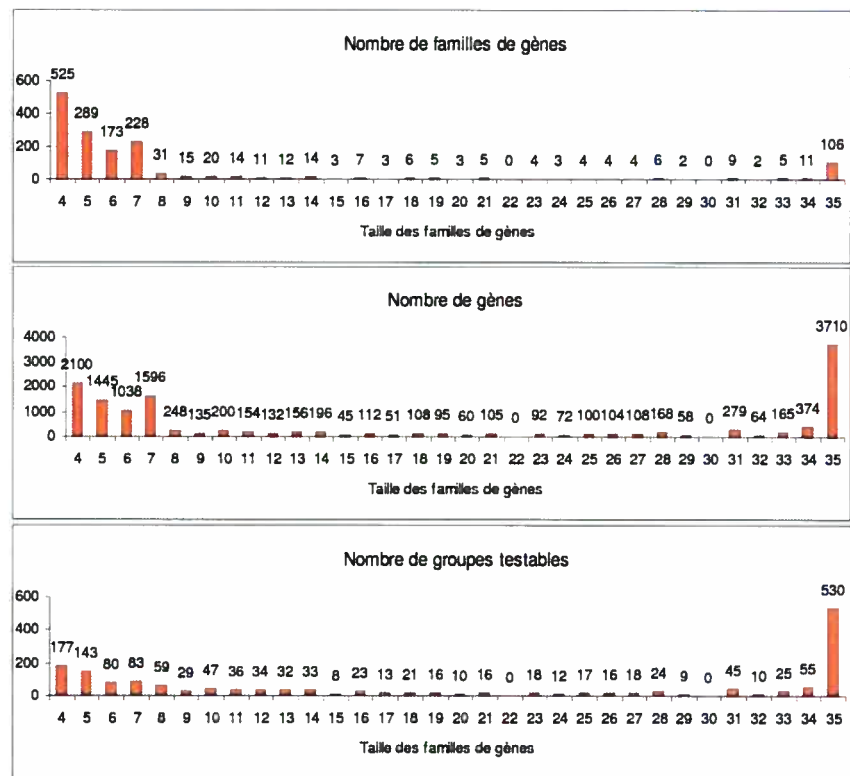 Nombre de familles de gènes
600
400
200
0
525 289 173 228 31 15 20 14 11 12 14 3 7 3 6 5 3 5 0 4 3 4 4 4 6 2 0 9 2 5 11 106
4 5 6 7 8 9 10 11 12 13 14 15 16 17 18 19 20 21 22 23 24 25 26 27 28 29 30 31 32 33 34 35
Taille des familles de gènes
Nombre de gènes
4000
3000
2000
1000
0
2100 1445 1038 1596 248 135 200 154 132 156 196 45 112 51 108 95 60 105 0 92 72 100 104 108 168 58 0 279 64 165 374 3710
4 5 6 7 8 9 10 11 12 13 14 15 16 17 18 19 20 21 22 23 24 25 26 27 28 29 30 31 32 33 34 35
Taille des familles de gènes
Nombre de groupes testables
600
400
200
0
177 143 80 83 59 29 47 36 34 32 33 8 23 13 21 16 10 16 0 18 12 17 16 18 24 9 0 45 10 25 55 530
4 5 6 7 8 9 10 11 12 13 14 15 16 17 18 19 20 21 22 23 24 25 26 27 28 29 30 31 32 33 34 35
Taille des familles de gènes